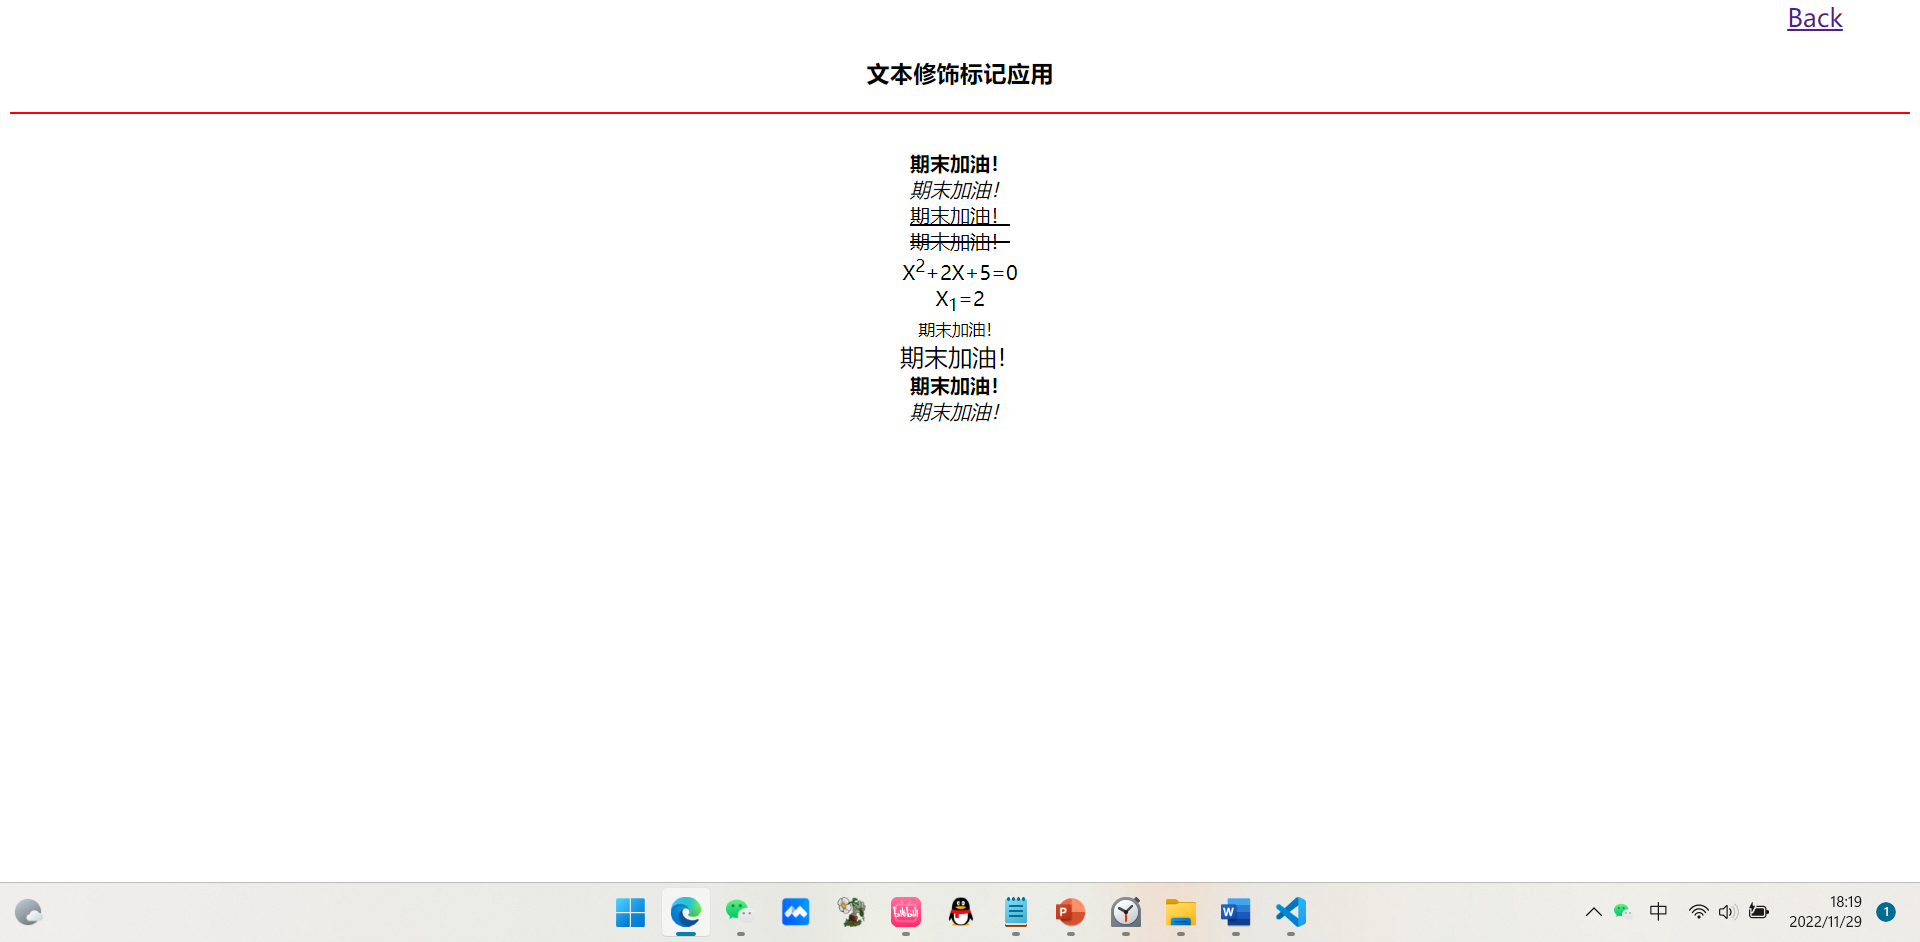 Back
文本修饰标记应用
期末加油！
期末加油！
期末加油！
期末加油！
X²+2X+5=0
X₁=2
期末加油！
期末加油！
期末加油！
期末加油！
bilibili
P
W
中
18:19
2022/11/29
1